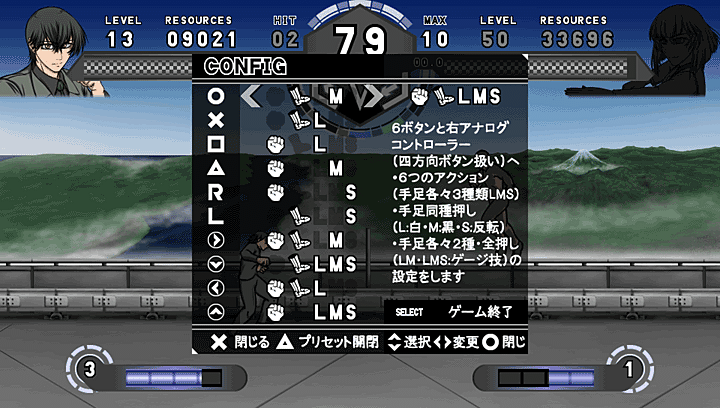 LEVEL RESOURCES HIT MAX LEVEL RESOURCES
13 09021 02 79 10 50 33696
00.0
CONFIG
M LMS
L
L
M
R S
L S
M
LMS
L
LMS
6ボタンと右アナログ
コントローラー
(四方向ボタン扱い)へ
・6つのアクション
(手足各々3種類LMS)
・手足同種押し
(L:白・M:黒・S:反転)
・手足各々2種・全押し
(LM・LMS:ゲージ技)の
設定をします
SELECT ゲーム終了
閉じる プリセット開閉 選択 変更 閉じ
3 1